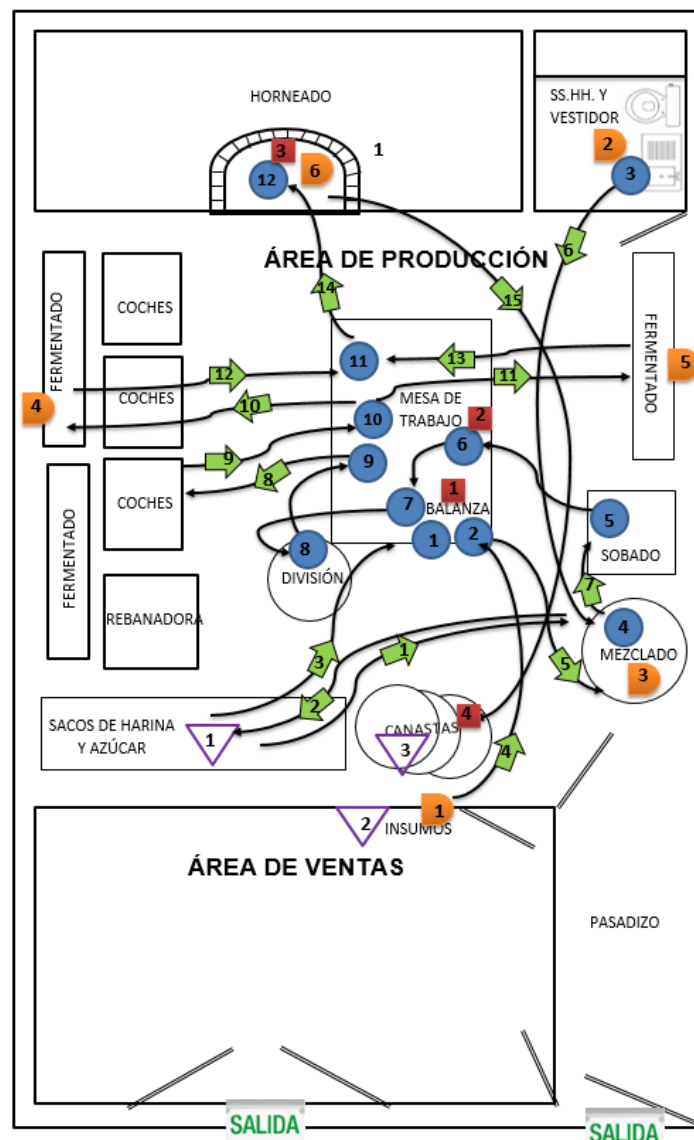 HORNEADO
1
3
6
12
SS.HH. Y
VESTIDOR
2
3
6
ÁREA DE PRODUCCIÓN
14
15
FERMENTADO
4
COCHES
COCHES
COCHES
12
10
9
8
11
13
11
MESA DE
TRABAJO
10
2
6
9
1
7
BALANZA
1
2
FERMENTADO
5
5
SOBADO
7
FERMENTADO
REBANADORA
8
DIVISIÓN
3
1
2
5
4
MEZCLADO
3
SACOS DE HARINA
Y AZÚCAR
1
CANASTAS
4
3
4
1
2
INSUMOS
ÁREA DE VENTAS
PASADIZO
SALIDA
SALIDA